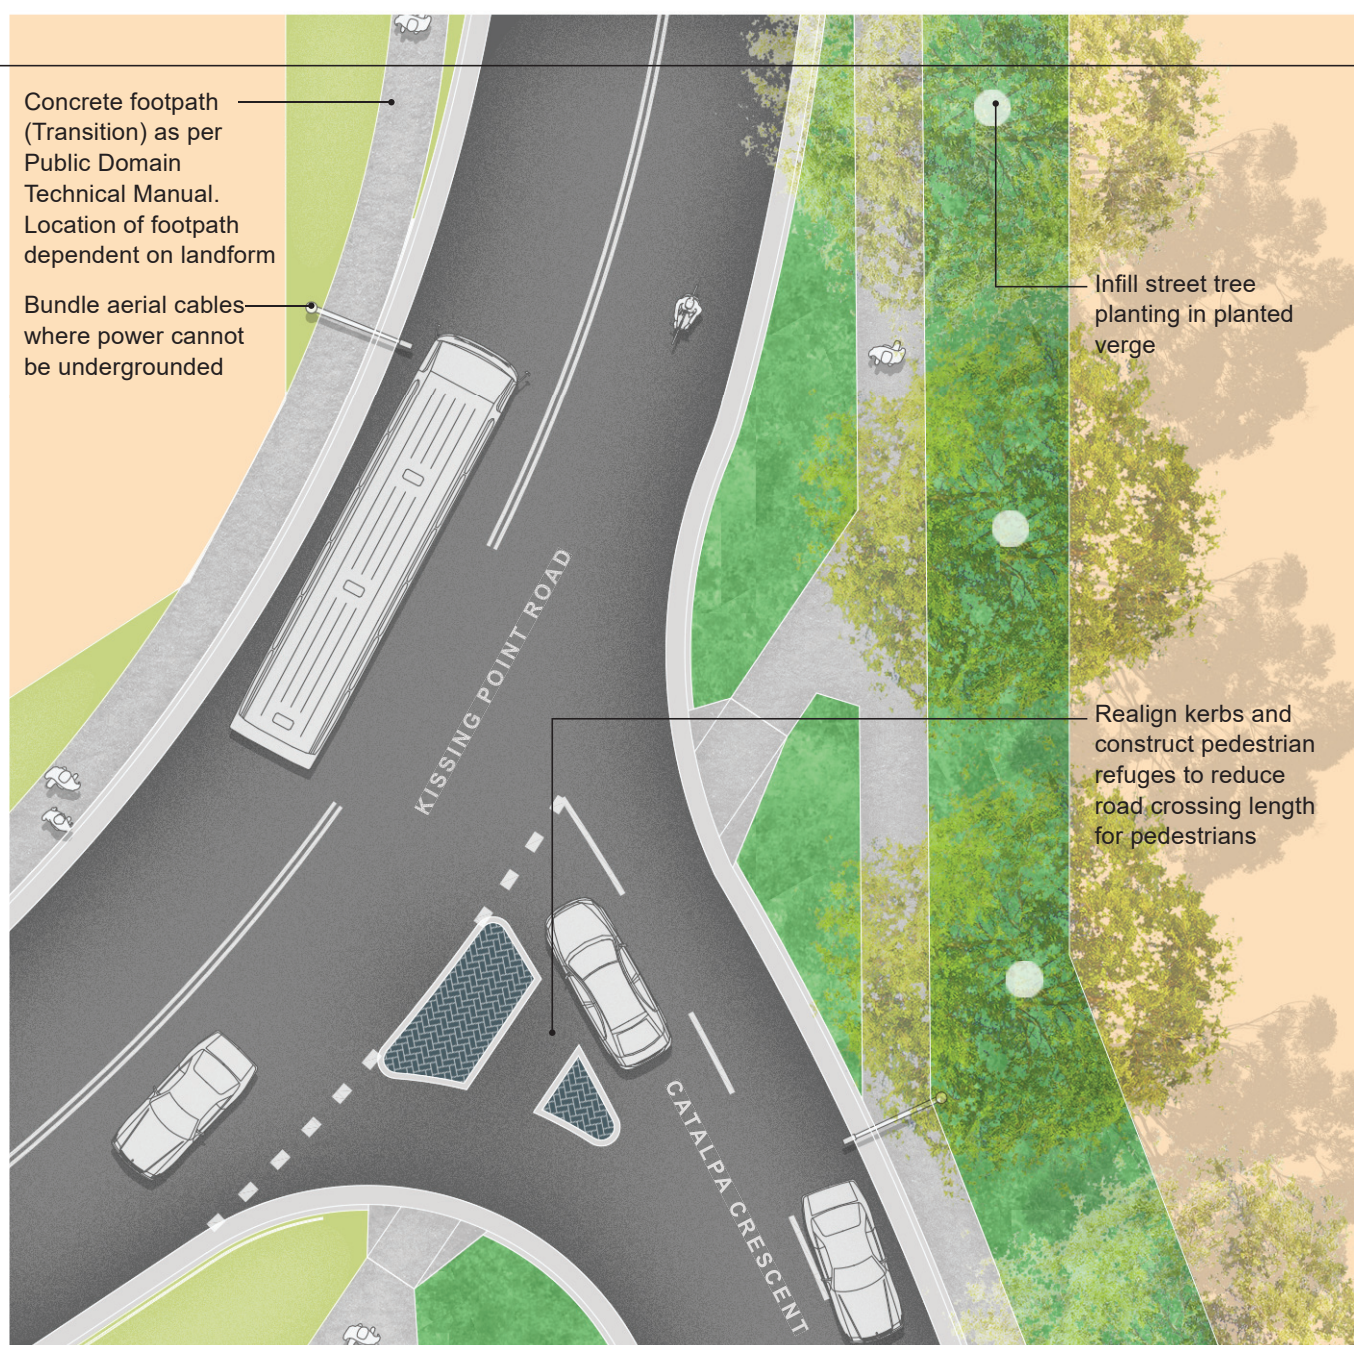 Concrete footpath
(Transition) as per
Public Domain
Technical Manual.
Location of footpath
dependent on landform
Bundle aerial cables
where power cannot
be undergrounded
Infill street tree
planting in planted
verge
KISSING POINT ROAD
Realign kerbs and
construct pedestrian
refuges to reduce
road crossing length
for pedestrians
CATALPA CRESCENT